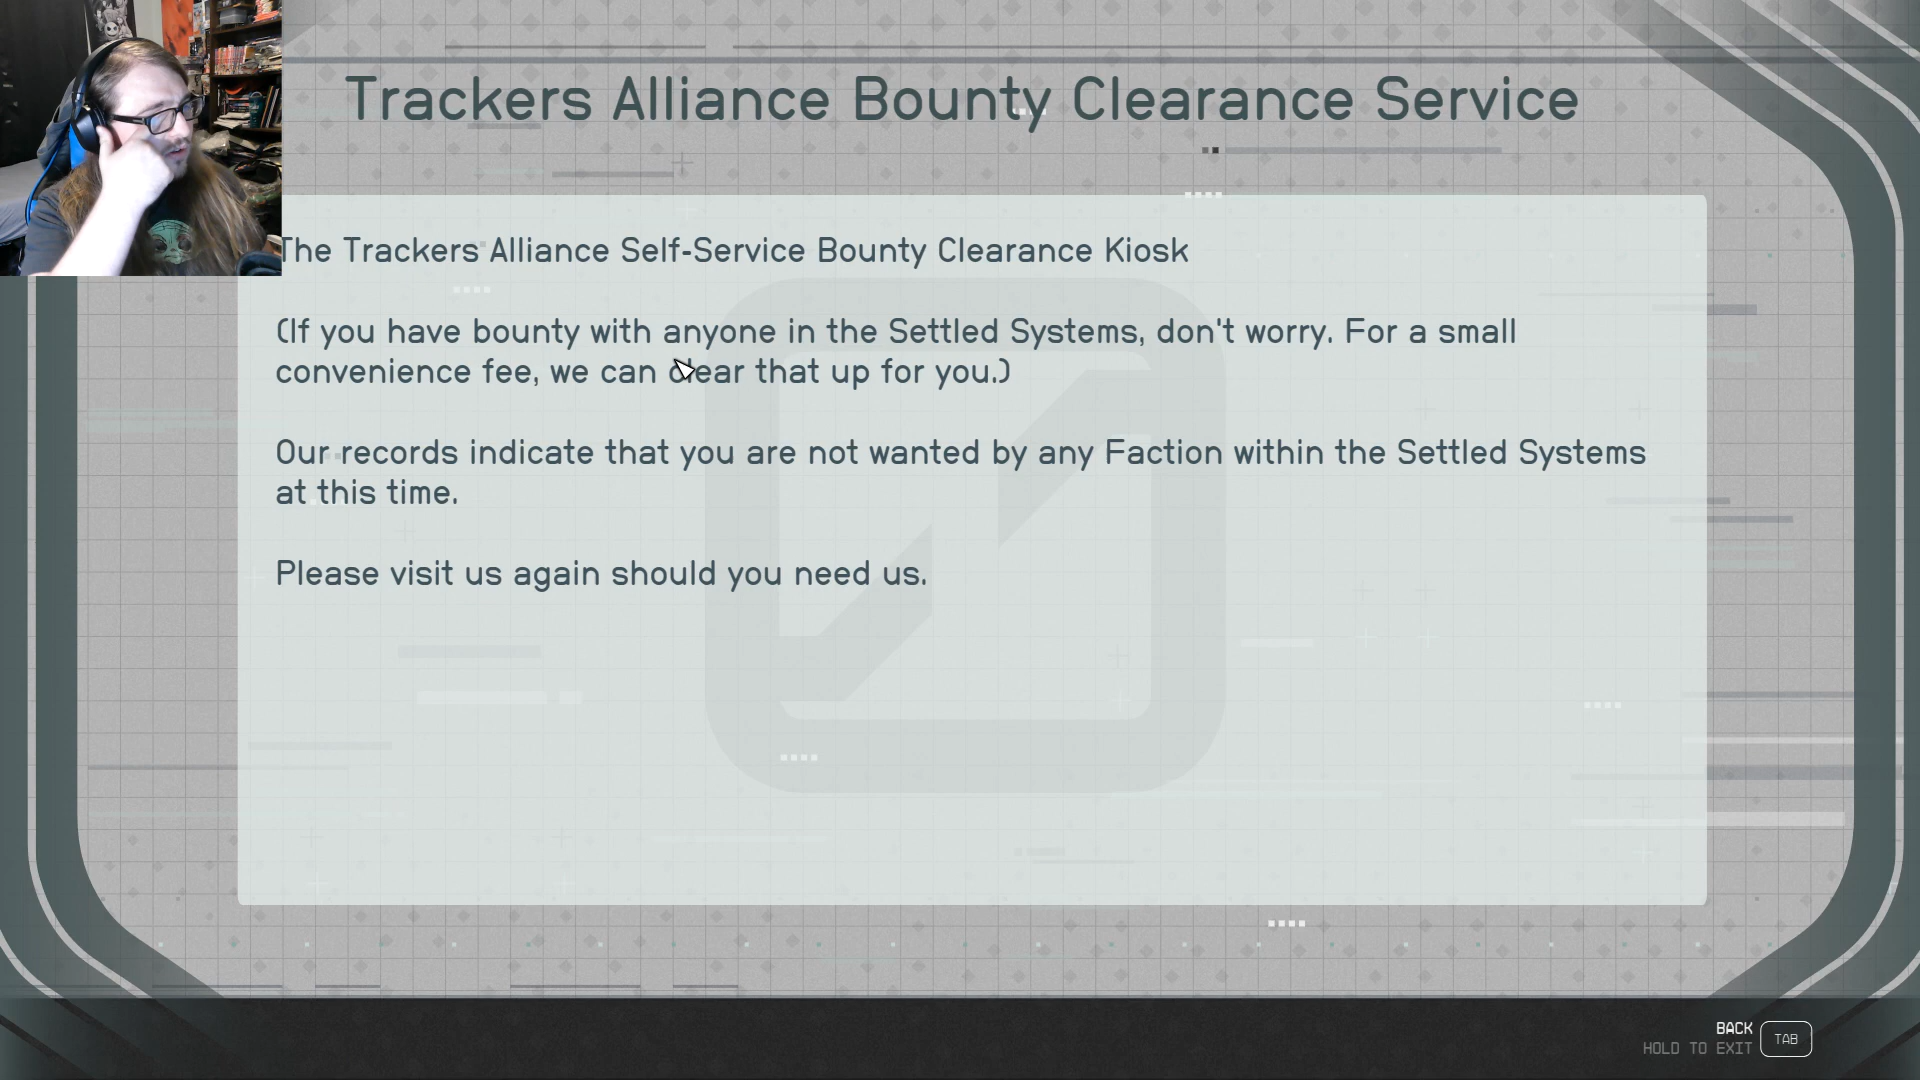 Trackers Alliance Bounty Clearance Service
The Trackers Alliance Self-Service Bounty Clearance Kiosk
(If you have bounty with anyone in the Settled Systems, don't worry. For a small
convenience fee, we can clear that up for you.)
Our records indicate that you are not wanted by any Faction within the Settled Systems
at this time.
Please visit us again should you need us.
BACK
HOLD TO EXIT
TAB